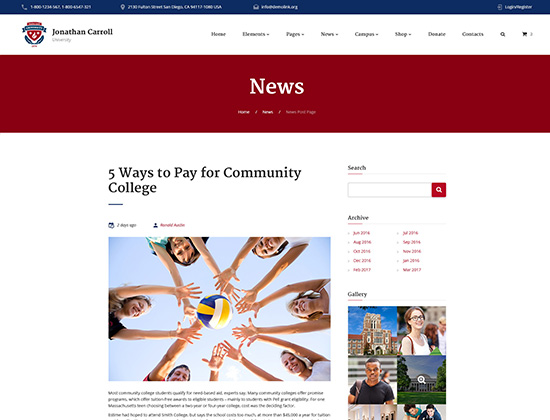 1-800-1234-567, 1-800-6547-321
2130 Fulton Street San Diego, CA 94117-1080 USA
info@demolink.org
Login/Register
Jonathan Carroll
University
Home
Elements
Pages
News
Campus
Shop
Donate
Contacts
0
News
Home / News / News Post Page
5 Ways to Pay for Community
College
2 days ago
Ronald Austin
Most community college students qualify for need-based aid, experts say. Many community colleges offer promise
programs, which offer tuition-free awards to eligible students – mainly to students with Pell grant eligibility. For one
Massachusetts teen choosing between a two-year or four-year college, cost was the deciding factor.
had hoped to attend Smith College. But says the school costs too much, at more than $45,000 a year for tuition
Search
Archive
Jun 2016
Jul 2016
Aug 2016
Sep 2016
Oct 2016
Nov 2016
Dec 2016
Jan 2016
Feb 2017
Mar 2017
Gallery